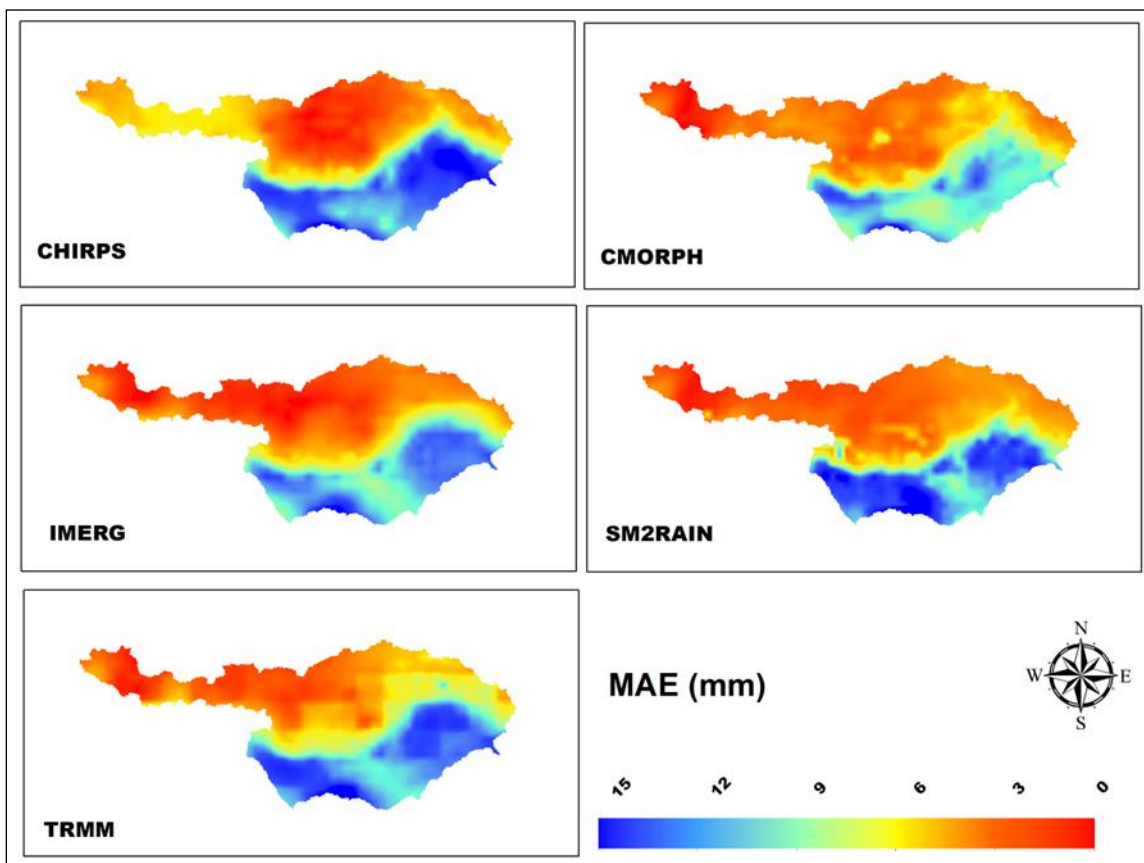 CHIRPS
CMORPH
IMERG
SM2RAIN
TRMM
MAE (mm)
N
W E
S
15 12 9 6 3 0